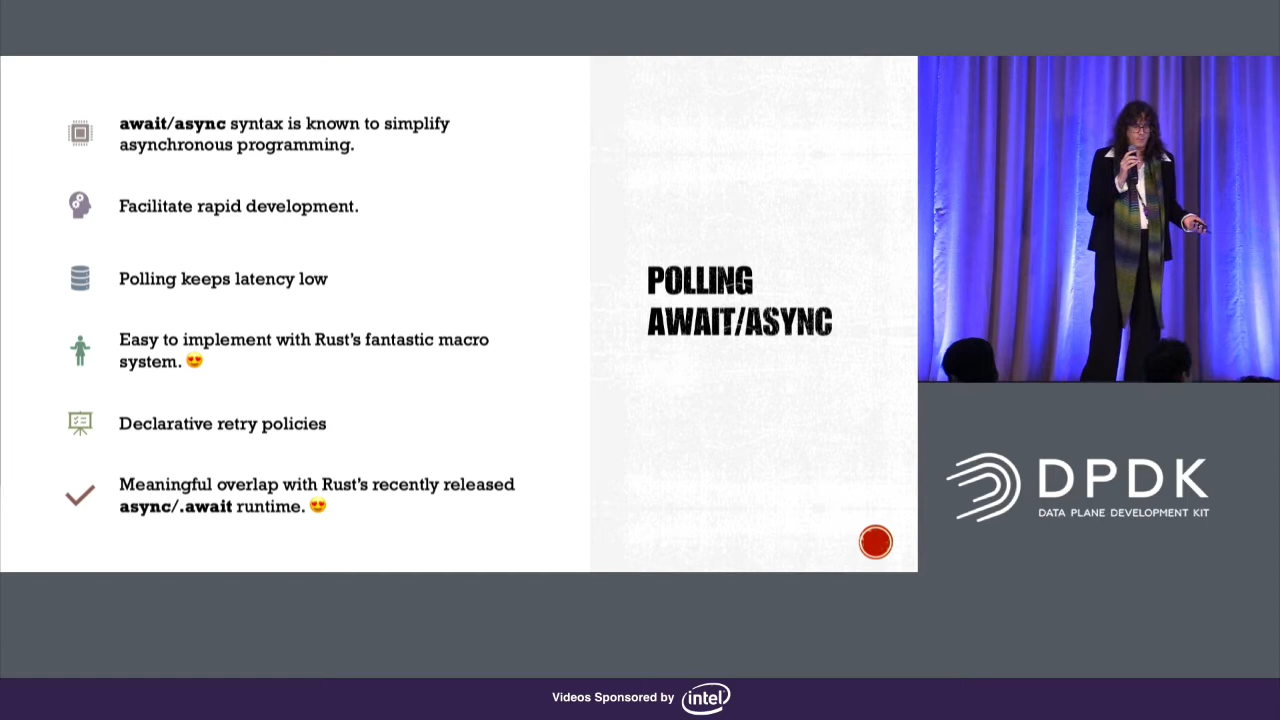 await/async syntax is known to simplify
asynchronous programming.
Facilitate rapid development.
Polling keeps latency low
Easy to implement with Rust's fantastic macro
system. 😍
Declarative retry policies
Meaningful overlap with Rust's recently released
async/.await runtime. 😍
POLLING
AWAIT/ASYNC
DPDK
DATA PLANE DEVELOPMENT KIT
Videos Sponsored by intel